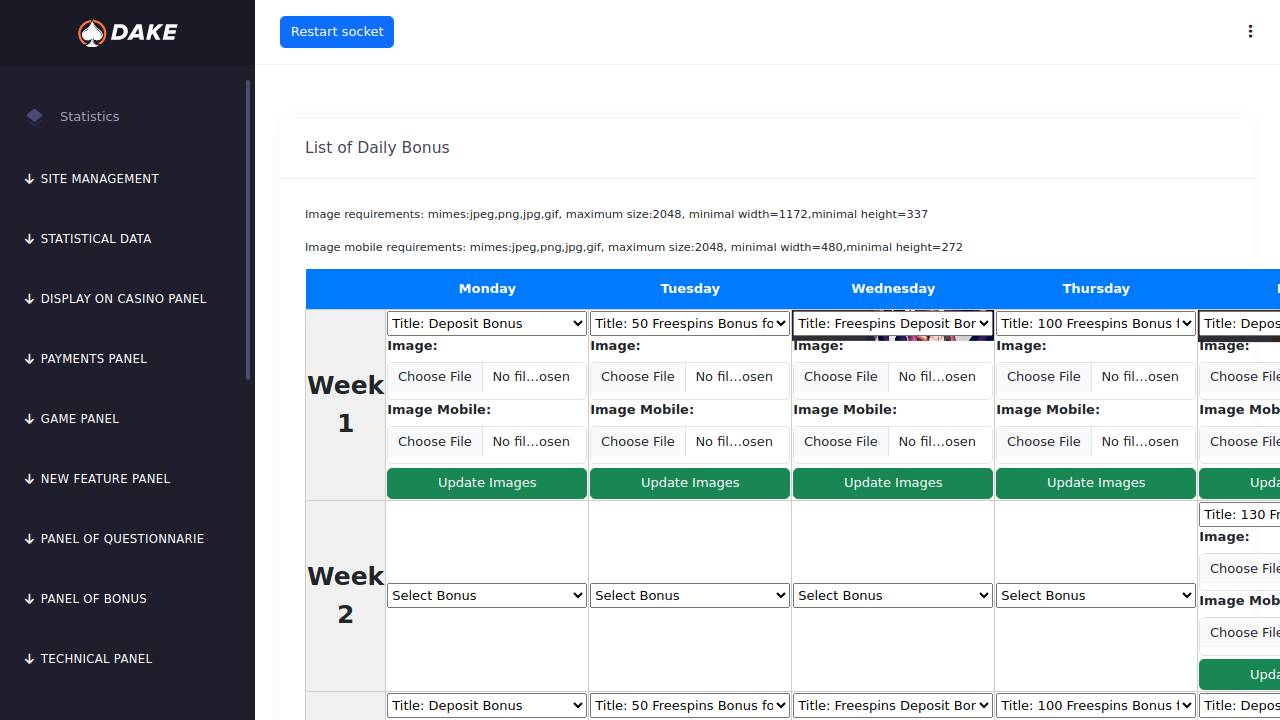 DAKE
Restart socket
Statistics
SITE MANAGEMENT
STATISTICAL DATA
DISPLAY ON CASINO PANEL
PAYMENTS PANEL
GAME PANEL
NEW FEATURE PANEL
PANEL OF QUESTIONNARIE
PANEL OF BONUS
TECHNICAL PANEL
List of Daily Bonus
Image requirements: mimes:jpeg,png,jpg,gif, maximum size:2048, minimal width=1172,minimal height=337
Image mobile requirements: mimes:jpeg,png,jpg,gif, maximum size:2048, minimal width=480,minimal height=272
Monday Tuesday Wednesday Thursday
Title: Deposit Bonus Title: 50 Freespins Bonus fo Title: Freespins Deposit Bor Title: 100 Freespins Bonus f Title: Depos
Image: Image: Image: Image: Image:
Choose File No fil...osen Choose File No fil...osen Choose File No fil...osen Choose File No fil...osen Choose File
Week 1
Image Mobile: Image Mobile: Image Mobile: Image Mobile: Image Mob
Choose File No fil...osen Choose File No fil...osen Choose File No fil...osen Choose File No fil...osen Choose File
Update Images Update Images Update Images Update Images Upda
Title: 130 Fr
Image:
Choose File
Week 2
Select Bonus Select Bonus Select Bonus Select Bonus
Image Mob
Choose File
Upda
Title: Deposit Bonus Title: 50 Freespins Bonus fo Title: Freespins Deposit Bor Title: 100 Freespins Bonus f Title: Depos